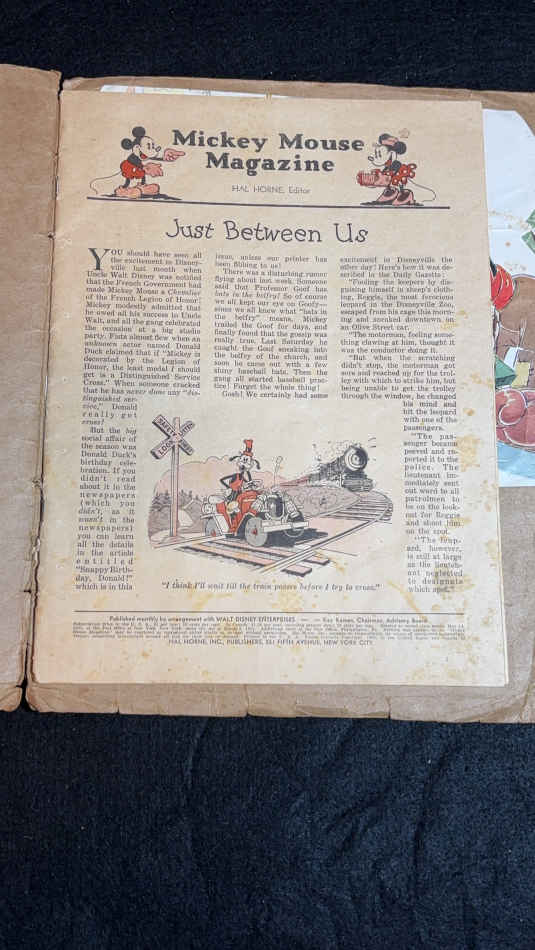 Mickey Mouse
Magazine
HAL HORNE, Editor
Just Between Us
YOU should have seen all
the excitement in Disney-
ville last month when
Uncle Walt Disney was notified
that the French Government had
made Mickey Mouse a Chevalier
of the French Legion of Honor!
Mickey modestly admitted that
he owed all his success to Uncle
Walt, and all the gang celebrated
the occasion at a big studio
party. Fists almost flew when an
unknown actor named Donald
Duck claimed that if "Mickey is
decorated by the Legion of
Honor, the least medal I should
get is a Distinguished Service
Cross." When someone cracked
that he has never done any "dis-
tinguished ser-
vice," Donald
really got
cross!
But the big
social affair of
the season was
Donald Duck's
birthday cele-
bration. If you
didn't read
about it in the
newspapers
(which you
didn't, as it
wasn't in the
newspapers)
you can learn
all the details
in the article
entitled
"Snappy Birth-
day, Donald!"
which is in this
issue, unless our printer has
been fibbing to us!
There was a disturbing rumor
flying about last week. Someone
said that Professor Goof has
bats in the belfry! So of course
we all kept our eye on Goofy—
since we all knew what "bats in
the belfry" means. Mickey
trailed the Goof for days, and
finally found that the gossip was
really true. Last Saturday he
caught the Goof sneaking into
the belfry of the church, and
soon he came out with a few
shiny baseball bats. Then the
gang all started baseball prac-
tice! Forget the whole thing!
Gosh! We certainly had some
excitement in Disneyville the
other day! Here's how it was de-
scribed in the Daily Gazette:
"Fooling the keepers by dis-
guising himself in sheep's cloth-
ing, Reggie, the most ferocious
leopard in the Disneyville Zoo,
escaped from his cage this morn-
ing and sneaked downtown on
an Olive Street car.
"The motorman, feeling some-
thing clawing at him, thought it
was the conductor doing it.
"But when the scratching
didn't stop, the motorman got
sore and reached up for the trol-
ley with which to strike him, but
being unable to get the trolley
through the window, he changed
his mind and
hit the leopard
with one of the
passengers.
"The pas-
senger became
peeved and re-
ported it to the
police. The
lieutenant im-
mediately sent
out word to all
patrolmen to
be on the look-
out for Reggie
and shoot him
on the spot.
"The leop-
ard, however,
is still at large
as the lieuten-
ant neglected
to designate
which spot."
"I think I'll wait till the train passes before I try to cross."
Published monthly by arrangement with WALT DISNEY ENTERPRISES. — Kay Kamen, Chairman, Advisory Board
HAL HORNE, INC., PUBLISHERS, 551 FIFTH AVENUE, NEW YORK CITY